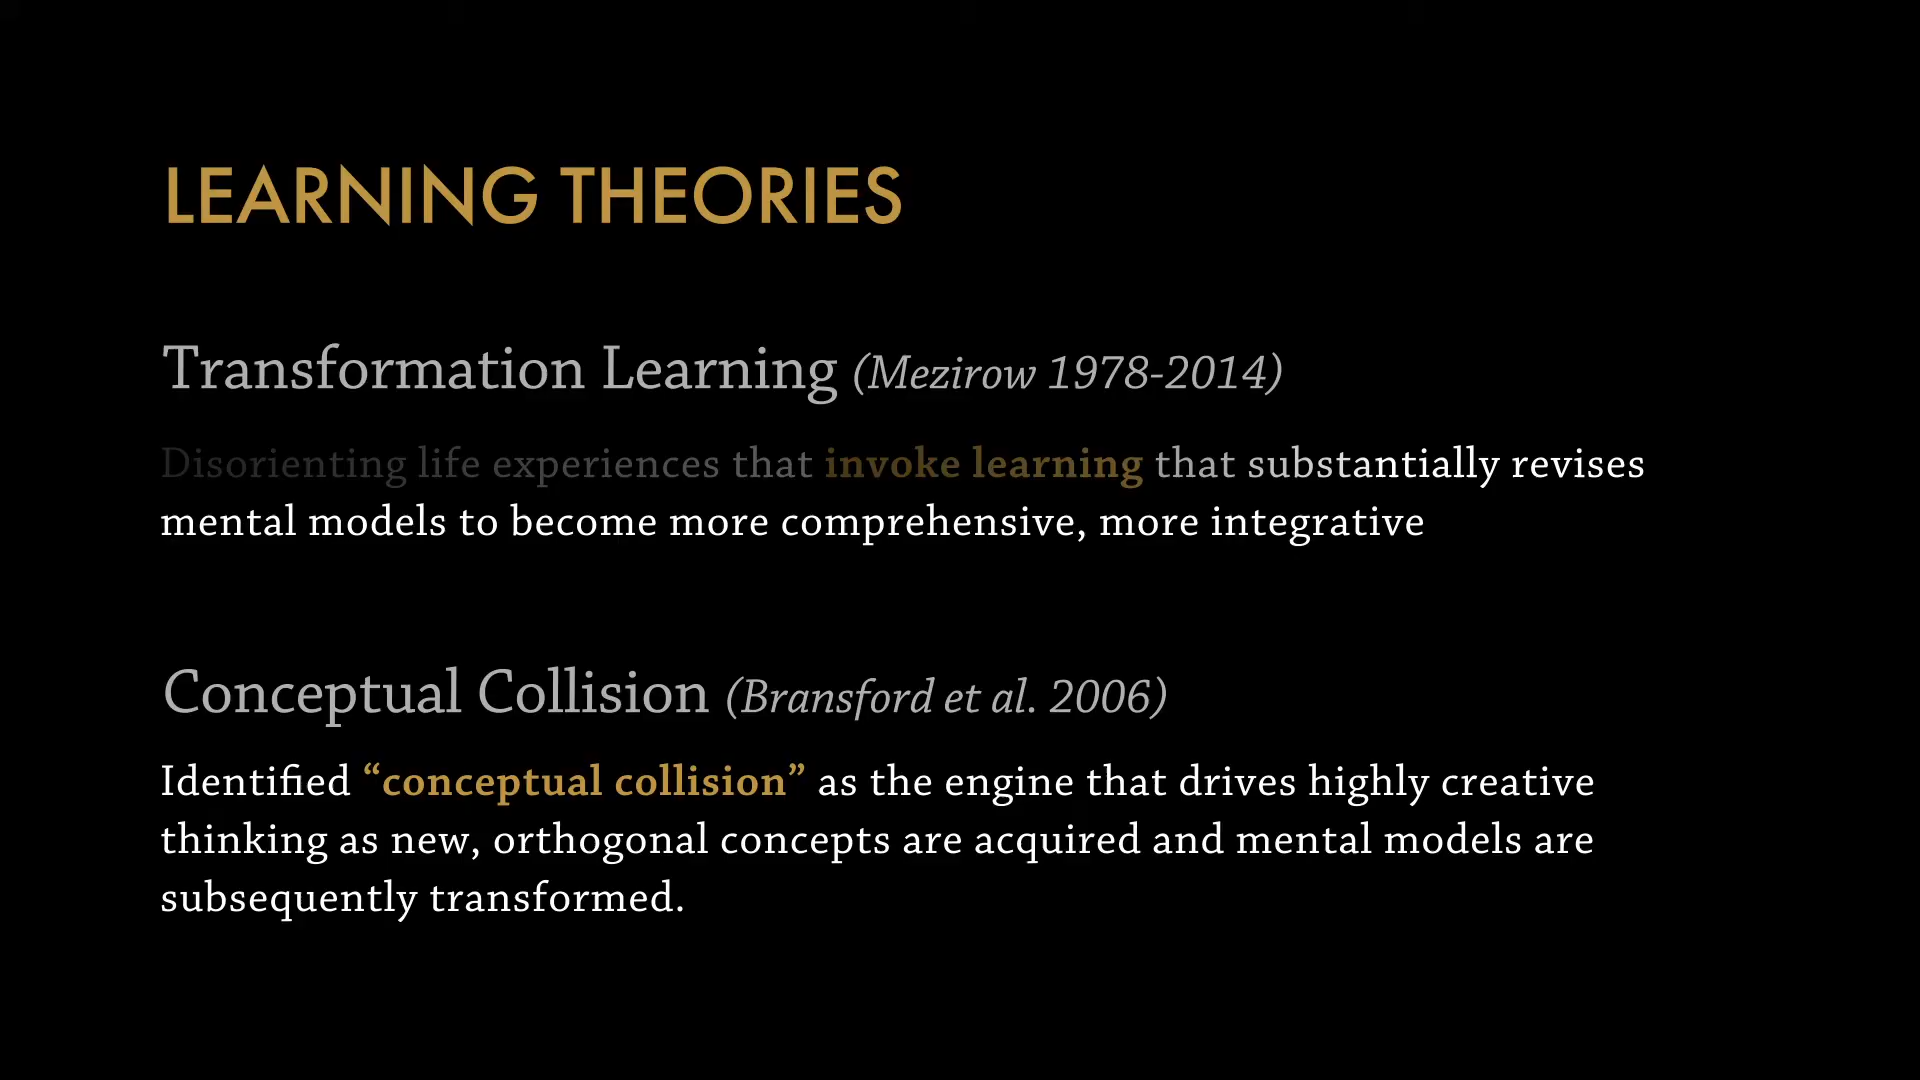 LEARNING THEORIES
Transformation Learning (Mezirow 1978-2014)
Disorienting life experiences that invoke learning that substantially revises
mental models to become more comprehensive, more integrative
Conceptual Collision (Bransford et al. 2006)
Identified “conceptual collision” as the engine that drives highly creative
thinking as new, orthogonal concepts are acquired and mental models are
subsequently transformed.